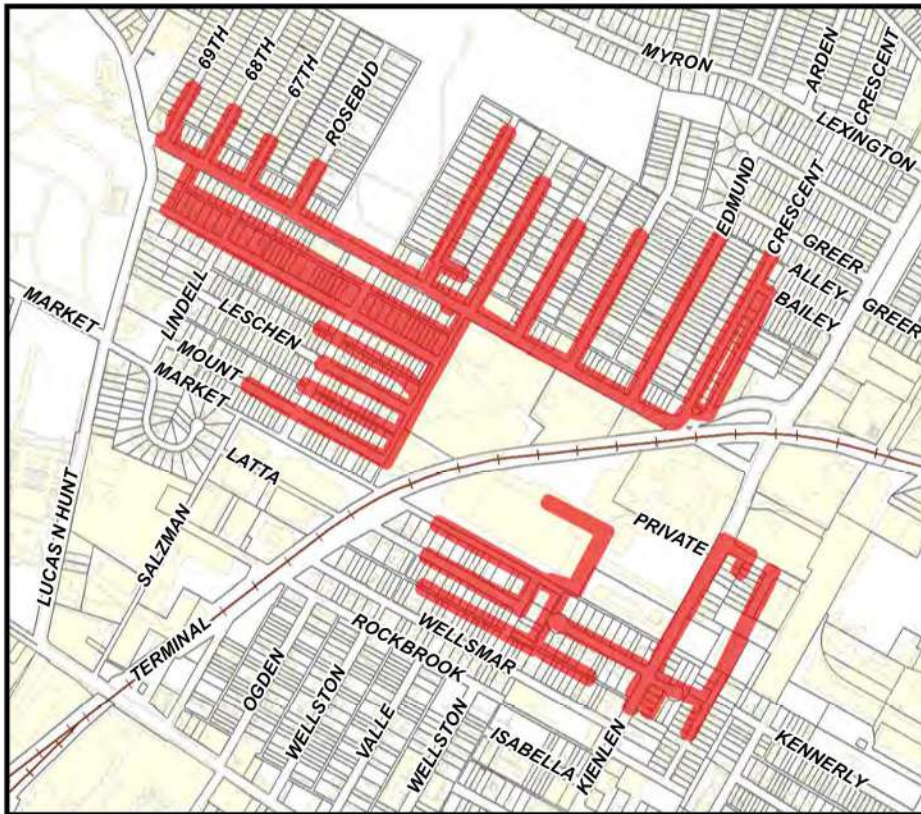 69TH
68TH
67TH
ROSEBUD
MYRON
ARDEN
CRESCENT
LEXINGTON
EDMUND
CRESCENT
GREER
ALLEY
BAILEY
GREER
MARKET
LINDELL
LESCHEN
MOUNT
MARKET
LATTA
LUCAS N HUNT
SALZMAN
TERMINAL
PRIVATE
OGDEN
WELLSTON
VALLE
ROCKBROOK
WELLSMAR
WELLSTON
ISABELLA
KIENLEN
KENNERLY